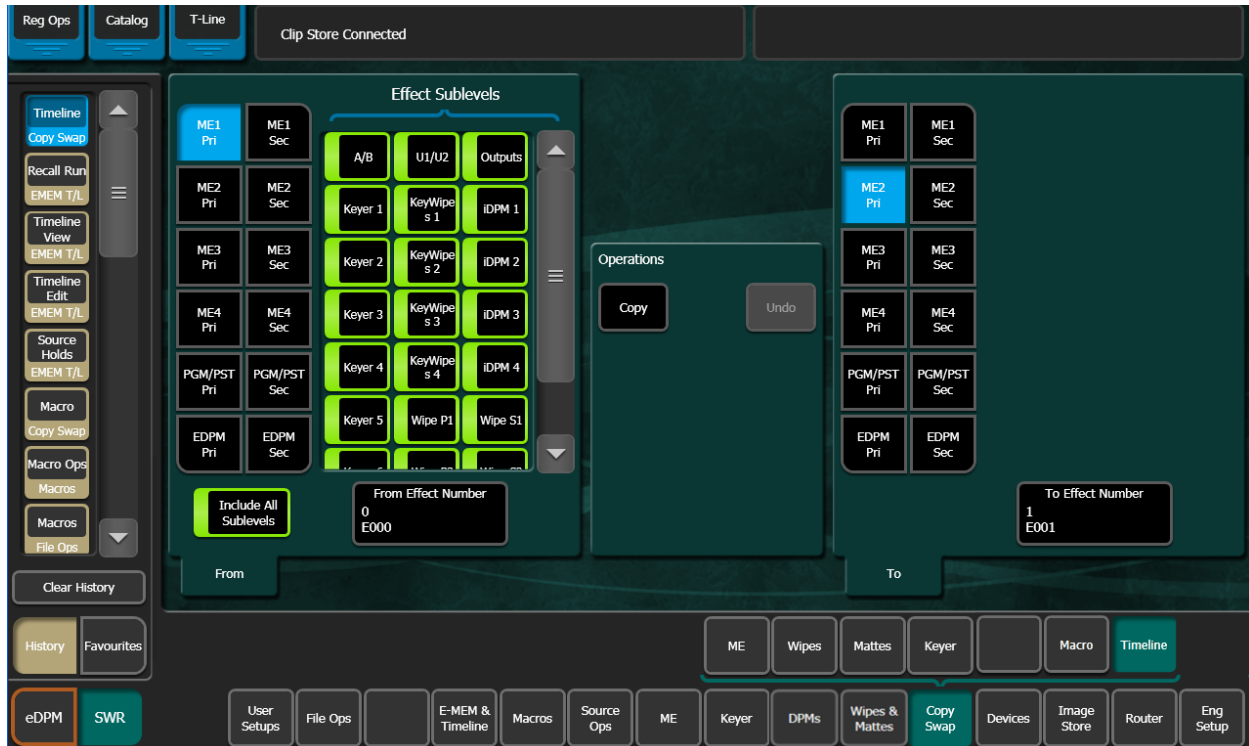 Reg Ops
Catalog
T-Line
Clip Store Connected
Timeline
Copy Swap
Recall Run
EMEM T/L
Timeline
View
EMEM T/L
Timeline
Edit
EMEM T/L
Source
Holds
EMEM T/L
Macro
Copy Swap
Macro Ops
Macros
Macros
File Ops
Clear History
History
Favourites
Effect Sublevels
ME1
Pri
ME1
Sec
ME2
Pri
ME2
Sec
ME3
Pri
ME3
Sec
ME4
Pri
ME4
Sec
PGM/PST
Pri
PGM/PST
Sec
EDPM
Pri
EDPM
Sec
A/B
U1/U2
Outputs
Keyer 1
KeyWipe
s 1
iDPM 1
Keyer 2
KeyWipe
s 2
iDPM 2
Keyer 3
KeyWipe
s 3
iDPM 3
Keyer 4
KeyWipe
s 4
iDPM 4
Keyer 5
Wipe P1
Wipe S1
Include All
Sublevels
From Effect Number
0
E000
From
Operations
Copy
Undo
ME1
Pri
ME1
Sec
ME2
Pri
ME2
Sec
ME3
Pri
ME3
Sec
ME4
Pri
ME4
Sec
PGM/PST
Pri
PGM/PST
Sec
EDPM
Pri
EDPM
Sec
To Effect Number
1
E001
To
ME
Wipes
Mattes
Keyer
Macro
Timeline
eDPM
SWR
User
Setups
File Ops
E-MEM &
Timeline
Macros
Source
Ops
ME
Keyer
DPMs
Wipes &
Mattes
Copy
Swap
Devices
Image
Store
Router
Eng
Setup